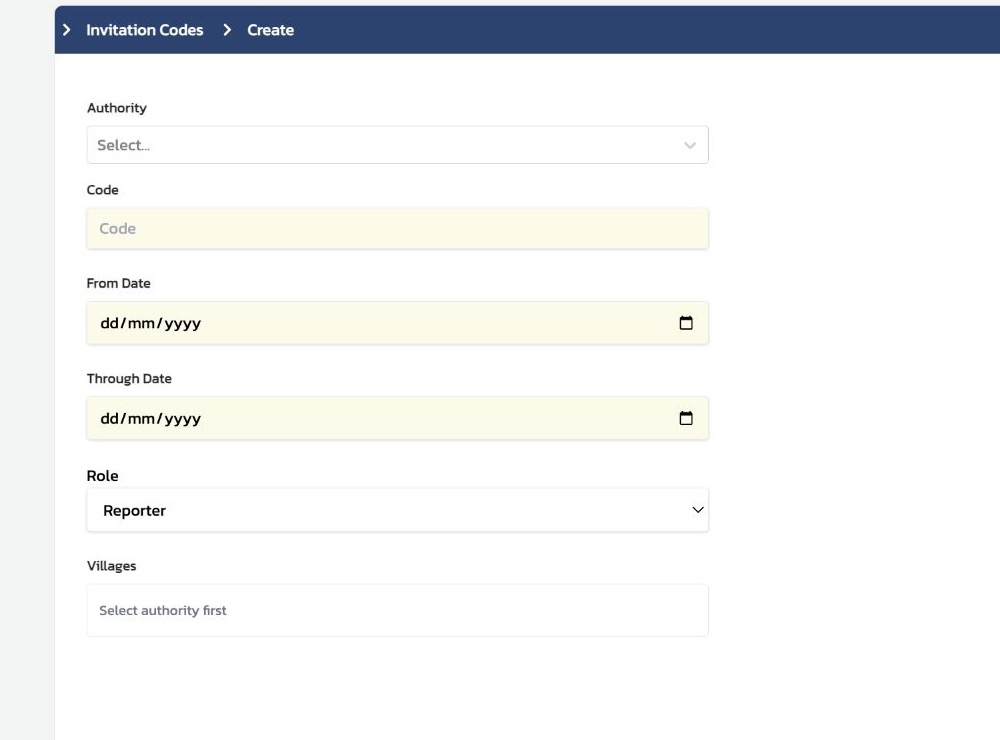 Invitation Codes Create
Authority
Select...
Code
Code
From Date
dd/mm/yyyy
Through Date
dd/mm/yyyy
Role
Reporter
Villages
Select authority first